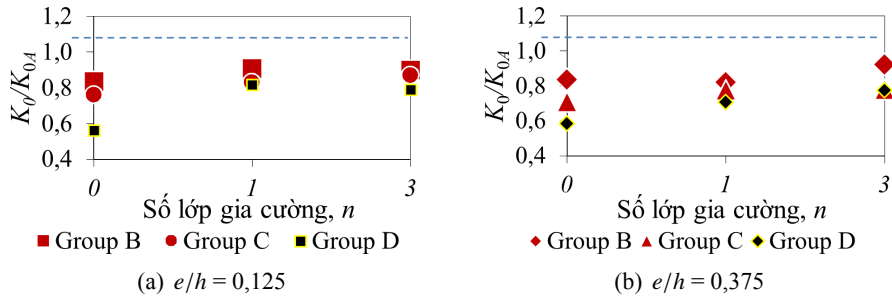 1,2
1,0
0,8
0,6
0,4
K0/K0A
0 1 3
Số lớp gia cường, n
Group B Group C Group D
(a) e/h = 0,125
1,2
1,0
0,8
0,6
0,4
K0/K0A
0 1 3
Số lớp gia cường, n
Group B Group C Group D
(b) e/h = 0,375